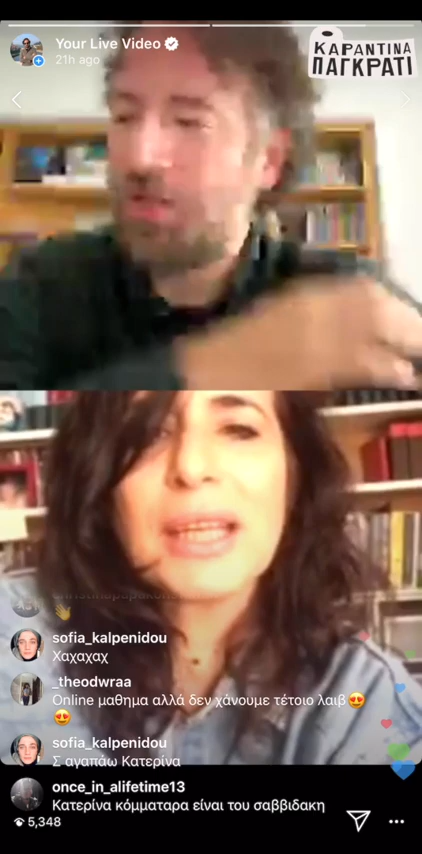 Your Live Video
21h ago
ΚΑΡΑΝΤΙΝΑ
ΠΑΓΚΡΑΤΙ
👋
sofia_kalpenidou
Χαχαχαχ
_theodwraa
Online μαθημα αλλά δεν χάνουμε τέτοιο λαιβ😍
😍
sofia_kalpenidou
Σ αγαπάω Κατερίνα
once_in_alifetime13
Κατερίνα κόμματαρα είναι του σαββιδακη
5,348